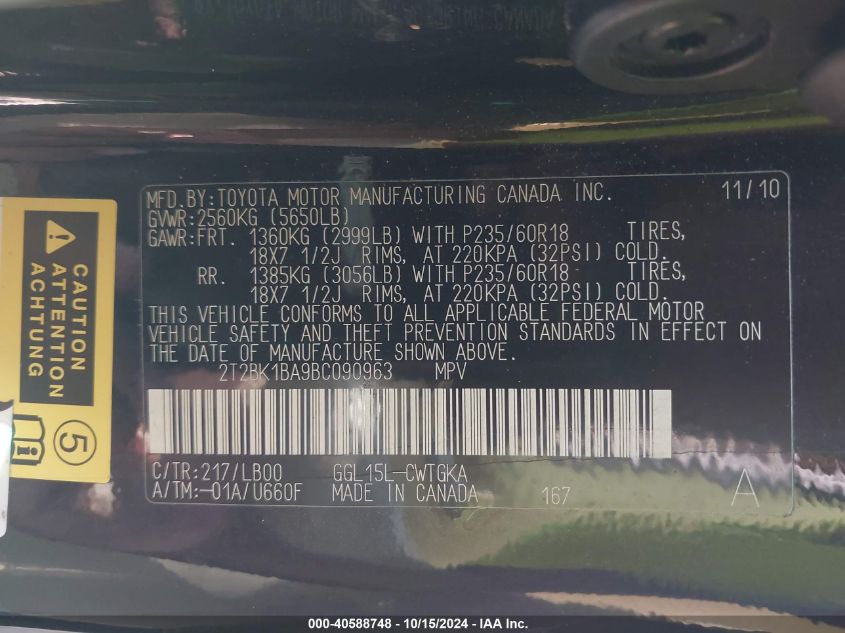 MFD.BY:TOYOTA MOTOR MANUFACTURING CANADA INC. 11/10
GVWR:2560KG (5650LB)
GAWR:FRT. 1360KG (2999LB) WITH P235/60R18 TIRES,
18X7 1/2J RIMS, AT 220KPA (32PSI) COLD.
RR. 1385KG (3056LB) WITH P235/60R18 TIRES,
18X7 1/2J RIMS, AT 220KPA (32PSI) COLD.
THIS VEHICLE CONFORMS TO ALL APPLICABLE FEDERAL MOTOR
VEHICLE SAFETY AND THEFT PREVENTION STANDARDS IN EFFECT ON
THE DATE OF MANUFACTURE SHOWN ABOVE.
2T2BK1BA9BC090963 MPV
C/TR:217/LB00 GGL15L-CWTGKA
A/TM:-01A/U660F MADE IN CANADA 167 A
CAUTION
ATTENTION
ACHTUNG
5
000-40588748 - 10/15/2024 - IAA Inc.